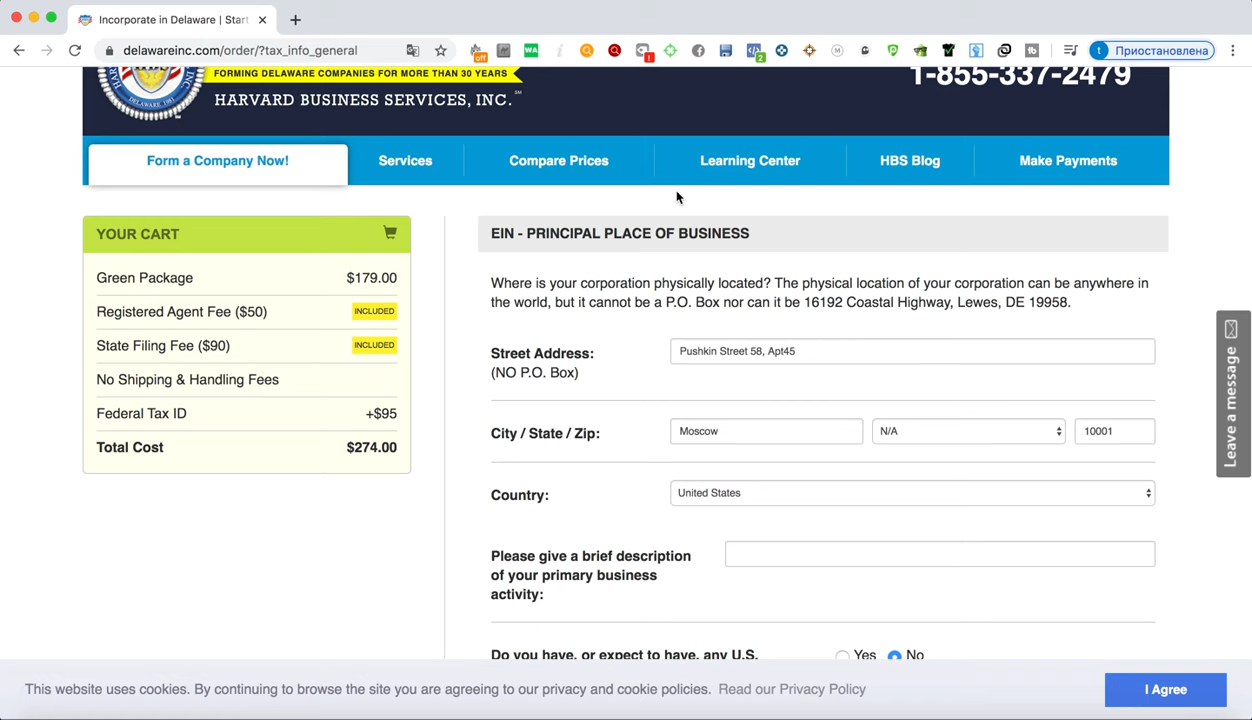 Incorporate in Delaware | Start
delawareinc.com/order/?tax_info_general
Приостановлена
FORMING DELAWARE COMPANIES FOR MORE THAN 30 YEARS
HARVARD BUSINESS SERVICES, INC. SM
1-855-337-2479
Form a Company Now!
Services
Compare Prices
Learning Center
HBS Blog
Make Payments
YOUR CART
Green Package $179.00
Registered Agent Fee ($50) INCLUDED
State Filing Fee ($90) INCLUDED
No Shipping & Handling Fees
Federal Tax ID +$95
Total Cost $274.00
EIN - PRINCIPAL PLACE OF BUSINESS
Where is your corporation physically located? The physical location of your corporation can be anywhere in
the world, but it cannot be a P.O. Box nor can it be 16192 Coastal Highway, Lewes, DE 19958.
Street Address: Pushkin Street 58, Apt45
(NO P.O. Box)
City / State / Zip: Moscow N/A 10001
Country: United States
Please give a brief description
of your primary business
activity:
Do you have, or expect to have, any U.S. Yes No
Leave a message
This website uses cookies. By continuing to browse the site you are agreeing to our privacy and cookie policies. Read our Privacy Policy
I Agree